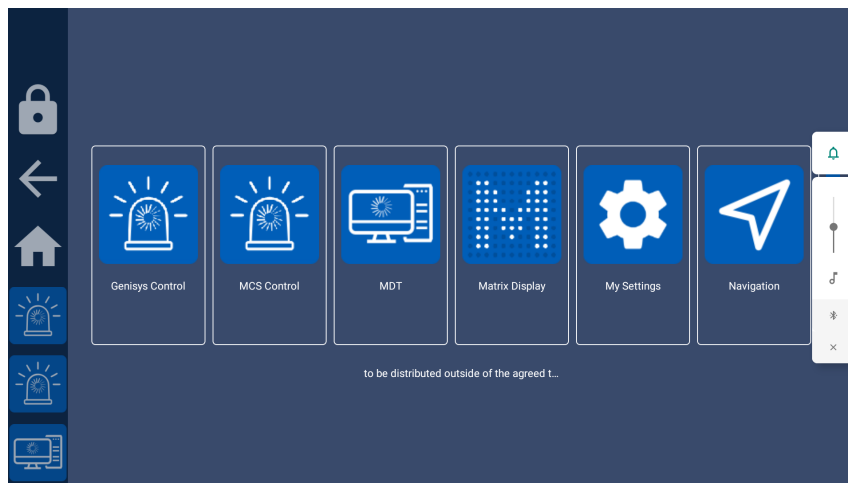 Genisys Control
MCS Control
MDT
Matrix Display
My Settings
Navigation
to be distributed outside of the agreed t...